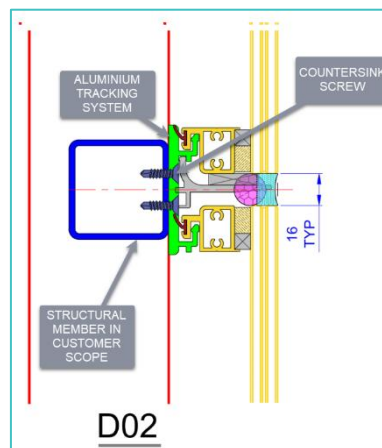 ALUMINIUM
TRACKING
SYSTEM
COUNTERSINK
SCREW
16
TYP
STRUCTURAL
MEMBER IN
CUSTOMER
SCOPE
D02